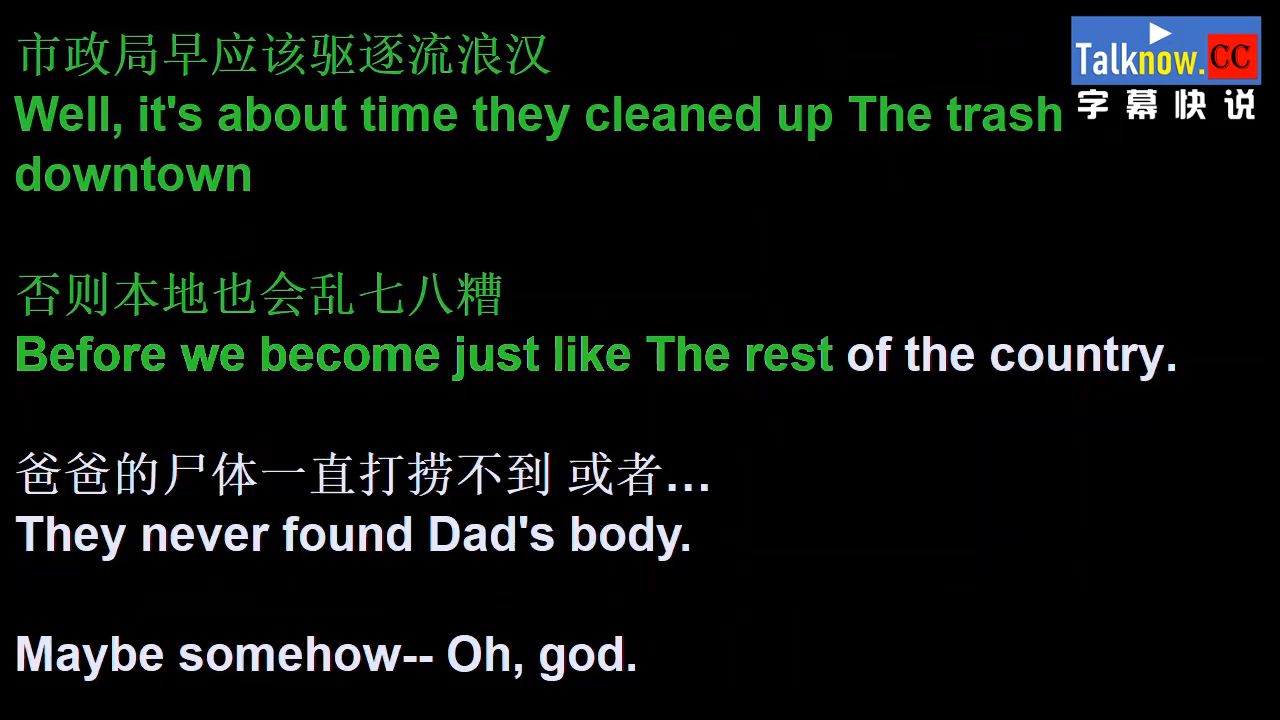 市政局早应该驱逐流浪汉
Well, it's about time they cleaned up The trash
downtown
否则本地也会乱七八糟
Before we become just like The rest of the country.
爸爸的尸体一直打捞不到 或者…
They never found Dad's body.
Maybe somehow-- Oh, god.
Talknow.CC
字幕快说